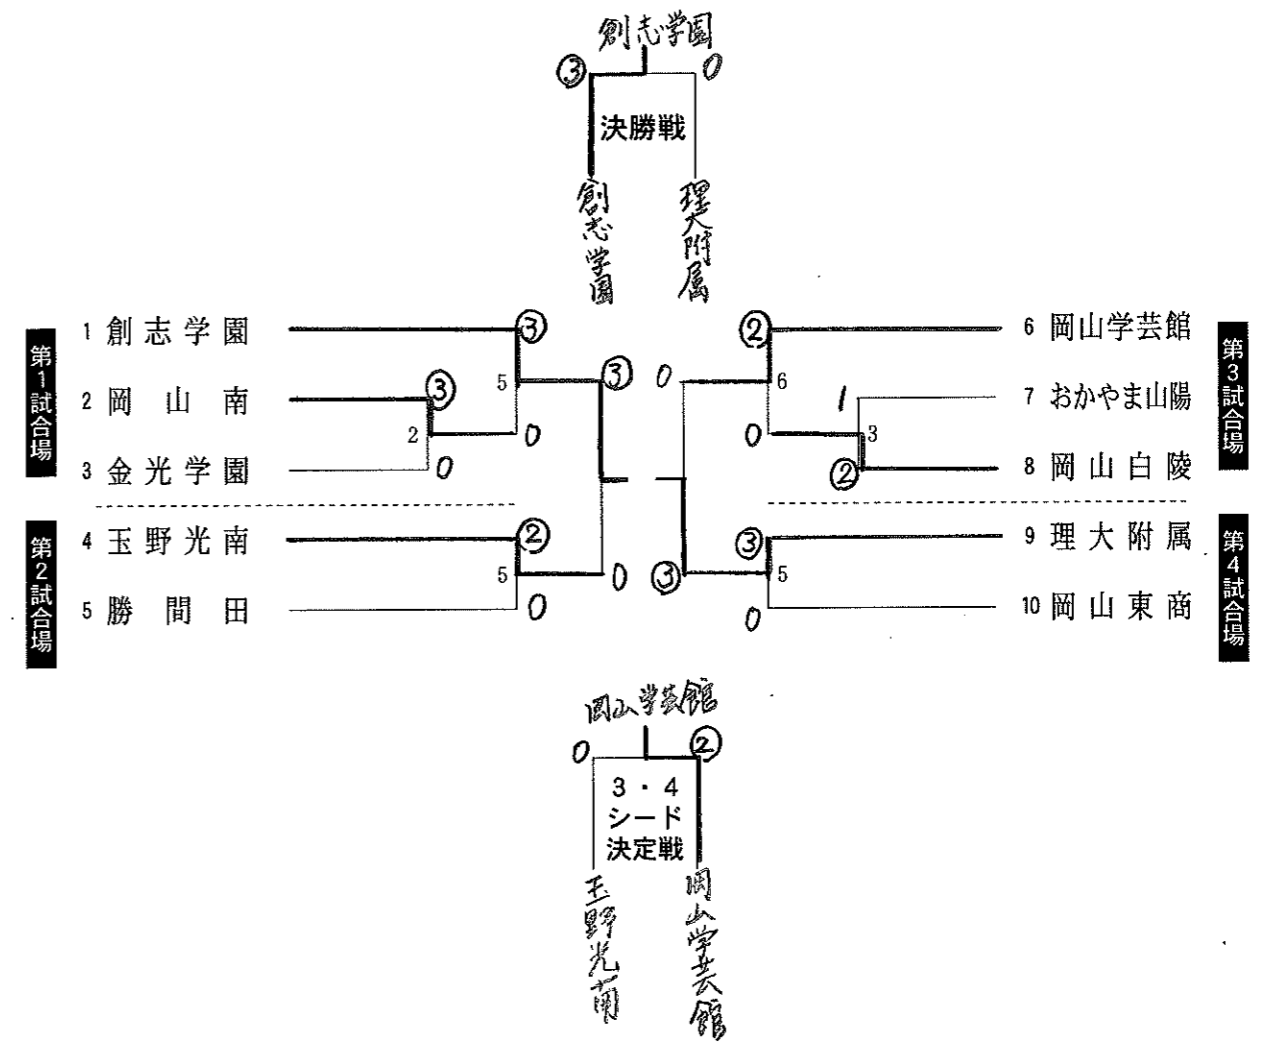 創志学園
③ 0
決勝戦
創志学園
理大附属
第1試合場
1 創志学園 ③
5 ③
2 岡山南 ③
2 0
3 金光学園 0
第2試合場
4 玉野光南 ②
5 0
5 勝間田 0
第3試合場
② 6 岡山学芸館
0 6
1 7 おかやま山陽
0 3
② 8 岡山白陵
第4試合場
③ 9 理大附属
③ 5
0 10 岡山東商
岡山学芸館
0 ②
3・4
シード
決定戦
玉野光南
岡山学芸館